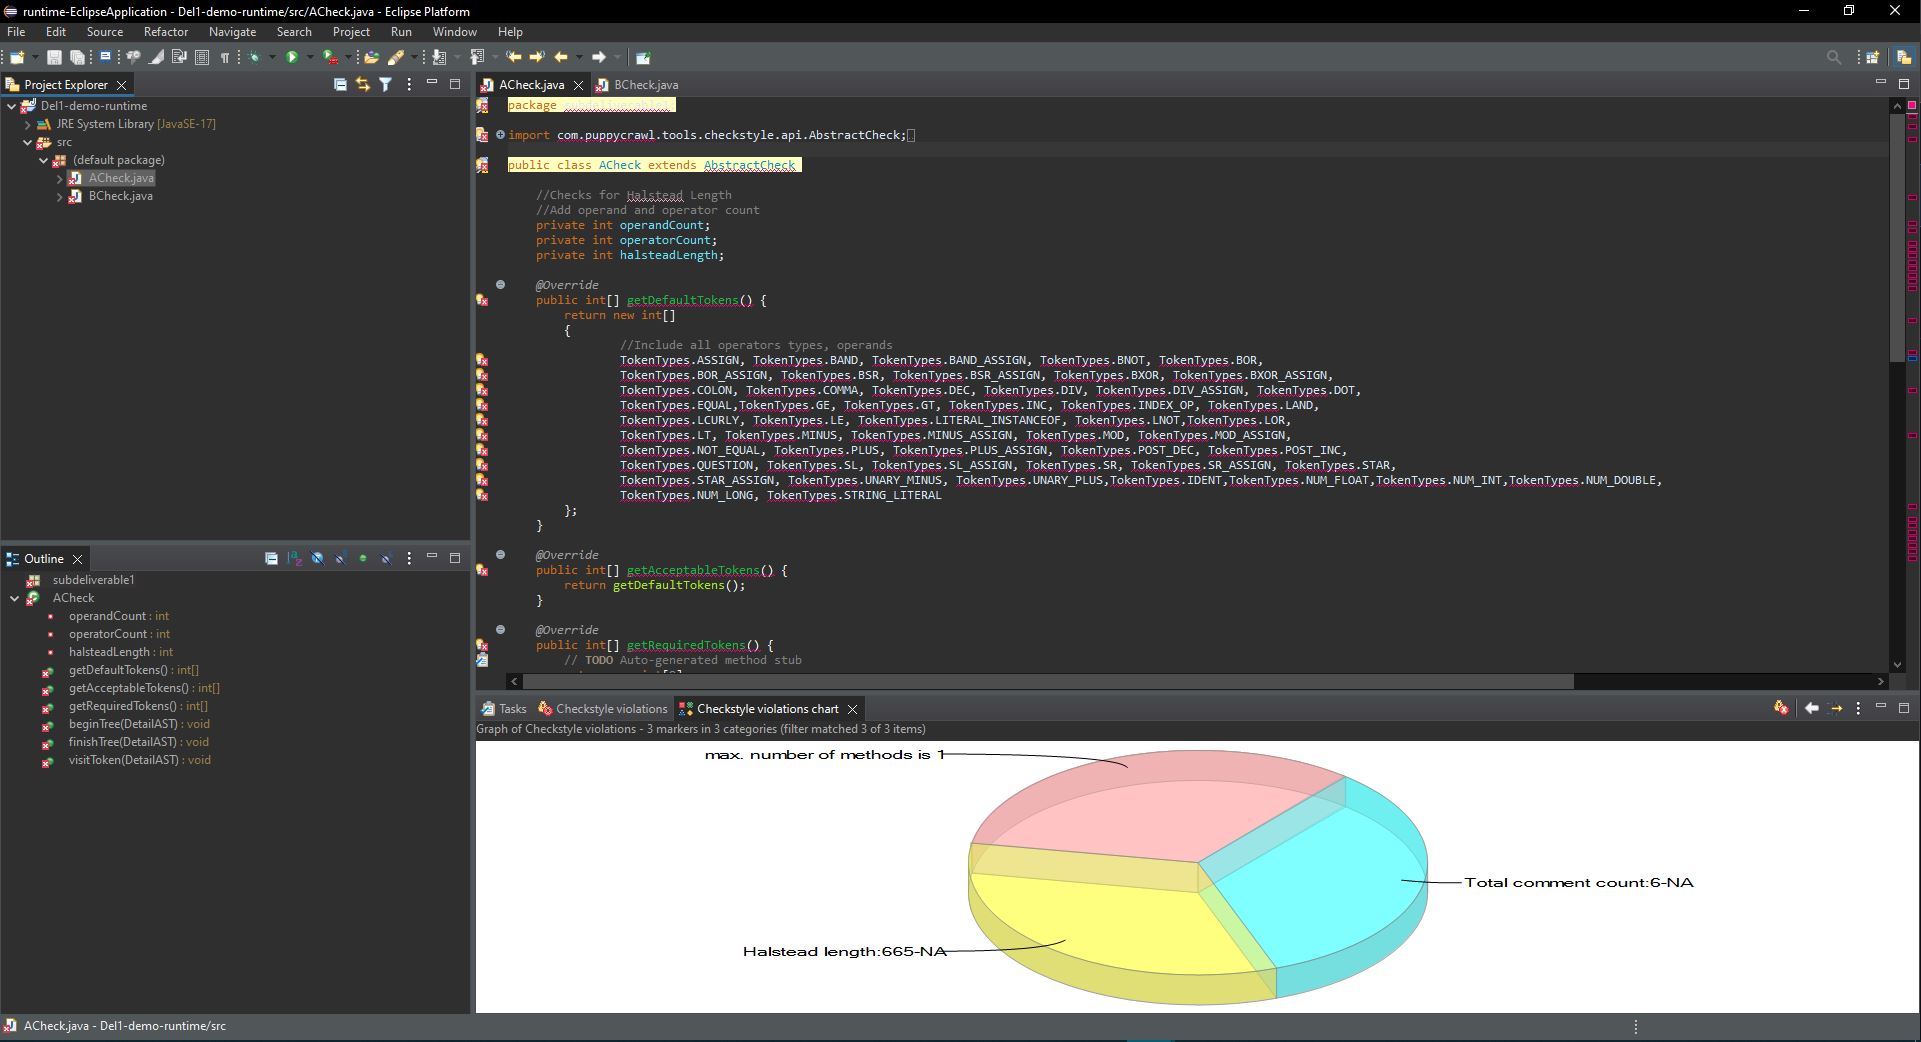 runtime-EclipseApplication - Del1-demo-runtime/src/ACheck.java - Eclipse Platform
File Edit Source Refactor Navigate Search Project Run Window Help
Project Explorer
Del1-demo-runtime
JRE System Library [JavaSE-17]
src
(default package)
ACheck.java
BCheck.java
Outline
subdeliverable1
ACheck
operandCount : int
operatorCount : int
halsteadLength : int
getDefaultTokens() : int[]
getAcceptableTokens() : int[]
getRequiredTokens() : int[]
beginTree(DetailAST) : void
finishTree(DetailAST) : void
visitToken(DetailAST) : void
ACheck.java BCheck.java
package
import com.puppycrawl.tools.checkstyle.api.AbstractCheck;
public class ACheck extends AbstractCheck
//Checks for Halstead Length
//Add operand and operator count
private int operandCount;
private int operatorCount;
private int halsteadLength;
@Override
public int[] getDefaultTokens() {
return new int[]
{
//Include all operators types, operands
TokenTypes.ASSIGN, TokenTypes.BAND, TokenTypes.BAND_ASSIGN, TokenTypes.BNOT, TokenTypes.BOR,
TokenTypes.BOR_ASSIGN, TokenTypes.BSR, TokenTypes.BSR_ASSIGN, TokenTypes.BXOR, TokenTypes.BXOR_ASSIGN,
TokenTypes.COLON, TokenTypes.COMMA, TokenTypes.DEC, TokenTypes.DIV, TokenTypes.DIV_ASSIGN, TokenTypes.DOT,
TokenTypes.EQUAL,TokenTypes.GE, TokenTypes.GT, TokenTypes.INC, TokenTypes.INDEX_OP, TokenTypes.LAND,
TokenTypes.LCURLY, TokenTypes.LE, TokenTypes.LITERAL_INSTANCEOF, TokenTypes.LNOT,TokenTypes.LOR,
TokenTypes.LT, TokenTypes.MINUS, TokenTypes.MINUS_ASSIGN, TokenTypes.MOD, TokenTypes.MOD_ASSIGN,
TokenTypes.NOT_EQUAL, TokenTypes.PLUS, TokenTypes.PLUS_ASSIGN, TokenTypes.POST_DEC, TokenTypes.POST_INC,
TokenTypes.QUESTION, TokenTypes.SL, TokenTypes.SL_ASSIGN, TokenTypes.SR, TokenTypes.SR_ASSIGN, TokenTypes.STAR,
TokenTypes.STAR_ASSIGN, TokenTypes.UNARY_MINUS, TokenTypes.UNARY_PLUS,TokenTypes.IDENT,TokenTypes.NUM_FLOAT,TokenTypes.NUM_INT,TokenTypes.NUM_DOUBLE,
TokenTypes.NUM_LONG, TokenTypes.STRING_LITERAL
};
}
@Override
public int[] getAcceptableTokens() {
return getDefaultTokens();
}
@Override
public int[] getRequiredTokens() {
// TODO Auto-generated method stub
Tasks Checkstyle violations Checkstyle violations chart
Graph of Checkstyle violations - 3 markers in 3 categories (filter matched 3 of 3 items)
max. number of methods is 1
Total comment count:6-NA
Halstead length:665-NA
ACheck.java - Del1-demo-runtime/src